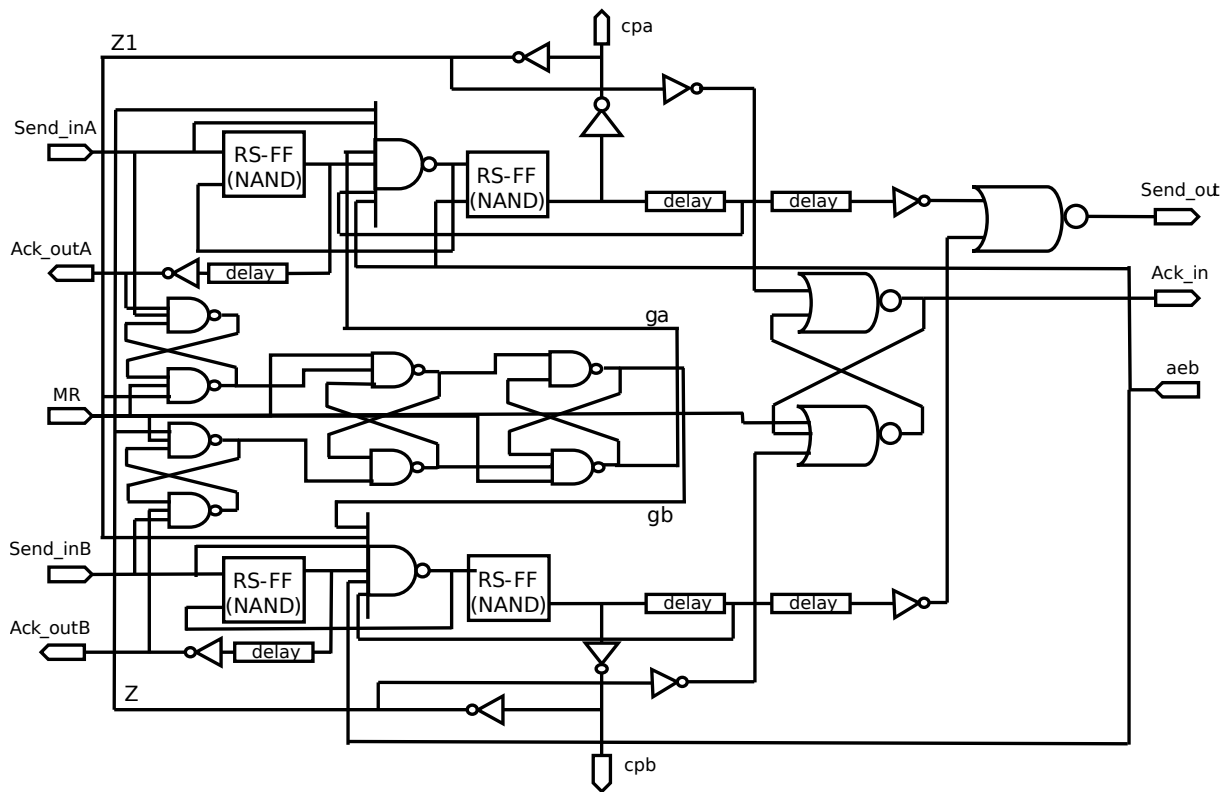 cpa
Z1
Send_inA
RS-FF
(NAND)
RS-FF
(NAND)
delay
delay
Send_out
Ack_outA
delay
Ack_in
ga
MR
aeb
gb
Send_inB
RS-FF
(NAND)
RS-FF
(NAND)
delay
delay
Ack_outB
delay
Z
cpb